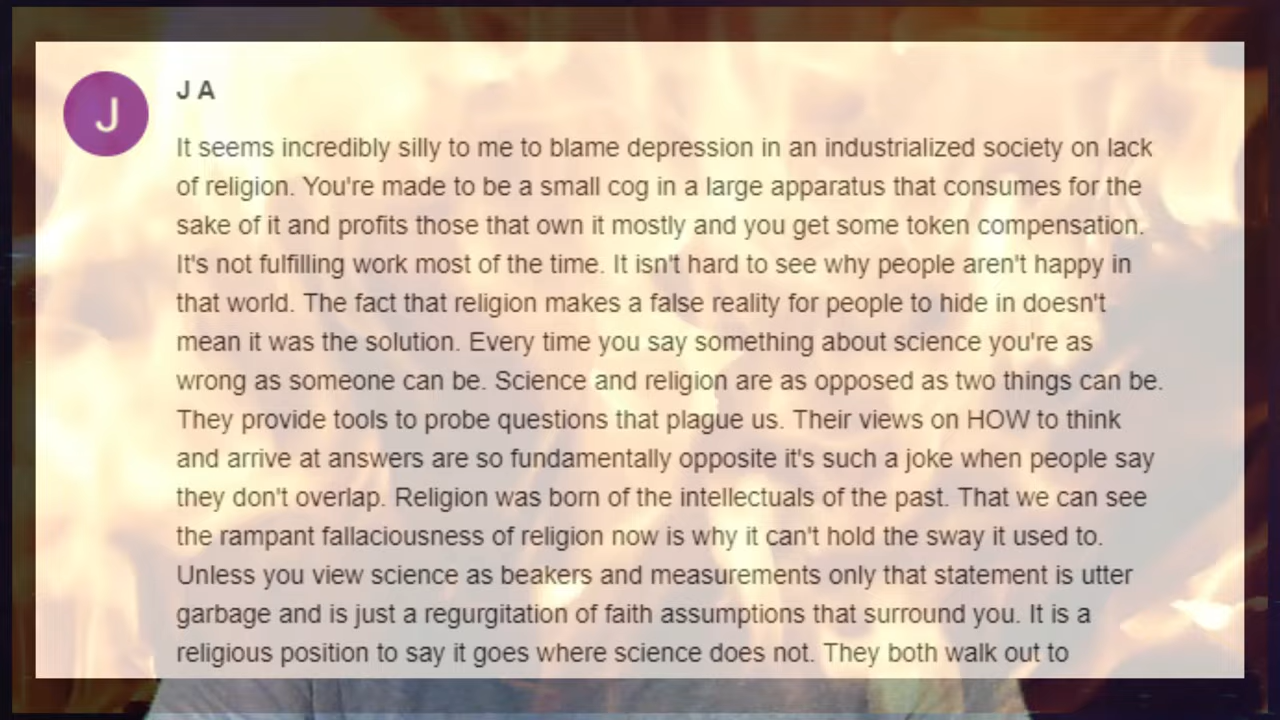 J
J A
It seems incredibly silly to me to blame depression in an industrialized society on lack
of religion. You're made to be a small cog in a large apparatus that consumes for the
sake of it and profits those that own it mostly and you get some token compensation.
It's not fulfilling work most of the time. It isn't hard to see why people aren't happy in
that world. The fact that religion makes a false reality for people to hide in doesn't
mean it was the solution. Every time you say something about science you're as
wrong as someone can be. Science and religion are as opposed as two things can be.
They provide tools to probe questions that plague us. Their views on HOW to think
and arrive at answers are so fundamentally opposite it's such a joke when people say
they don't overlap. Religion was born of the intellectuals of the past. That we can see
the rampant fallaciousness of religion now is why it can't hold the sway it used to.
Unless you view science as beakers and measurements only that statement is utter
garbage and is just a regurgitation of faith assumptions that surround you. It is a
religious position to say it goes where science does not. They both walk out to